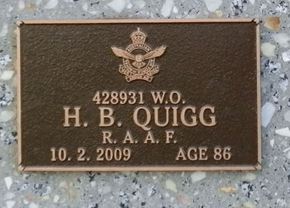 428931 W.O.
H. B. QUIGG
R. A. A. F.
10. 2. 2009 AGE 86